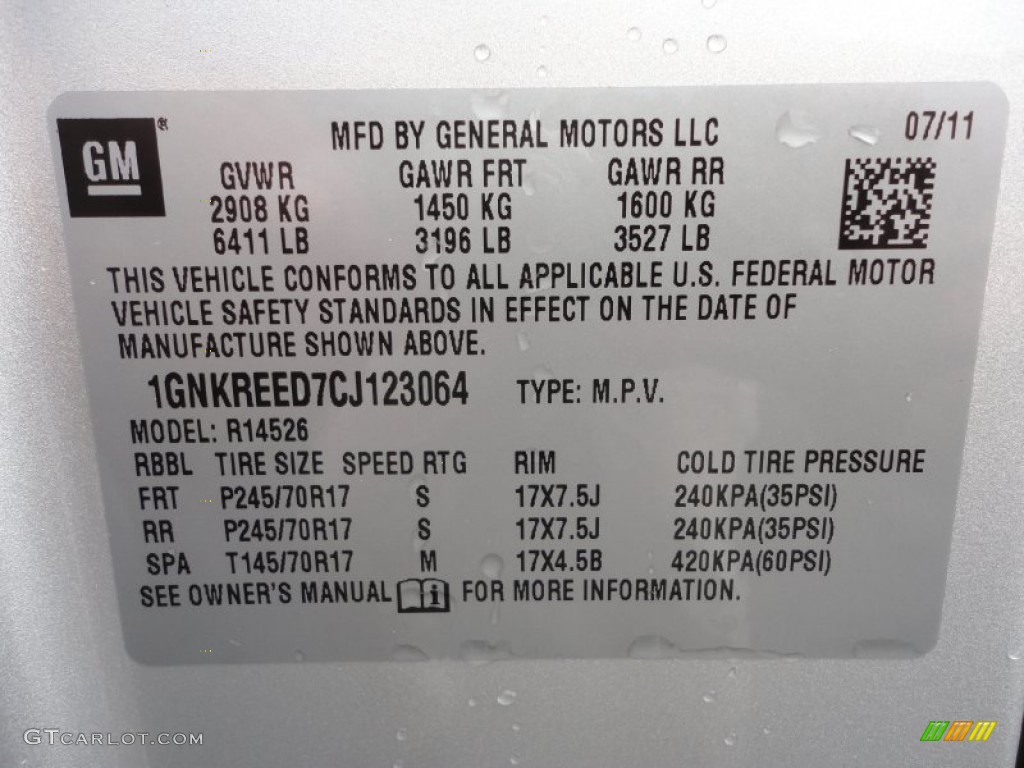 GM®
MFD BY GENERAL MOTORS LLC 07/11
GVWR GAWR FRT GAWR RR
2908 KG 1450 KG 1600 KG
6411 LB 3196 LB 3527 LB
THIS VEHICLE CONFORMS TO ALL APPLICABLE U.S. FEDERAL MOTOR
VEHICLE SAFETY STANDARDS IN EFFECT ON THE DATE OF
MANUFACTURE SHOWN ABOVE.
1GNKREED7CJ123064 TYPE: M.P.V.
MODEL: R14526
RBBL TIRE SIZE SPEED RTG RIM COLD TIRE PRESSURE
FRT P245/70R17 S 17X7.5J 240KPA(35PSI)
RR P245/70R17 S 17X7.5J 240KPA(35PSI)
SPA T145/70R17 M 17X4.5B 420KPA(60PSI)
SEE OWNER'S MANUAL i FOR MORE INFORMATION.
GTCARLOT.COM